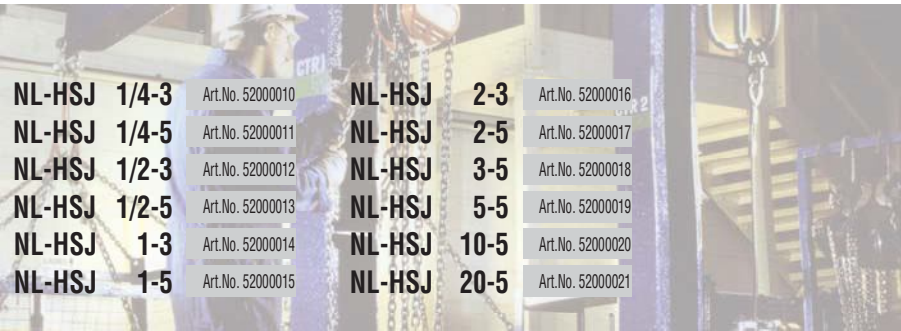 NL-HSJ 1/4-3 Art.No. 52000010
NL-HSJ 1/4-5 Art.No. 52000011
NL-HSJ 1/2-3 Art.No. 52000012
NL-HSJ 1/2-5 Art.No. 52000013
NL-HSJ 1-3 Art.No. 52000014
NL-HSJ 1-5 Art.No. 52000015
NL-HSJ 2-3 Art.No. 52000016
NL-HSJ 2-5 Art.No. 52000017
NL-HSJ 3-5 Art.No. 52000018
NL-HSJ 5-5 Art.No. 52000019
NL-HSJ 10-5 Art.No. 52000020
NL-HSJ 20-5 Art.No. 52000021
CTR 1
CTR 2